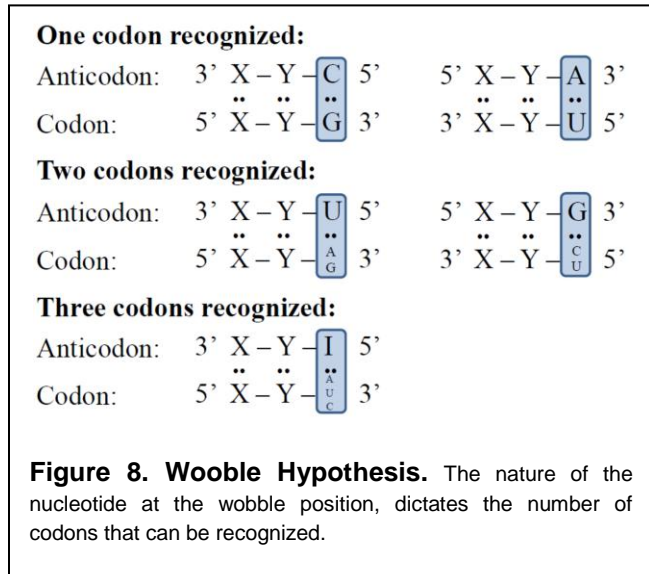 One codon recognized:
Anticodon: 3’ X – Y – C 5’ 5’ X – Y – A 3’
Codon: 5’ X – Y – G 3’ 3’ X – Y – U 5’
Two codons recognized:
Anticodon: 3’ X – Y – U 5’ 5’ X – Y – G 3’
Codon: 5’ X – Y – A G 3’ 3’ X – Y – C U 5’
Three codons recognized:
Anticodon: 3’ X – Y – I 5’
Codon: 5’ X – Y – A U C 3’
Figure 8. Wooble Hypothesis. The nature of the
nucleotide at the wobble position, dictates the number of
codons that can be recognized.